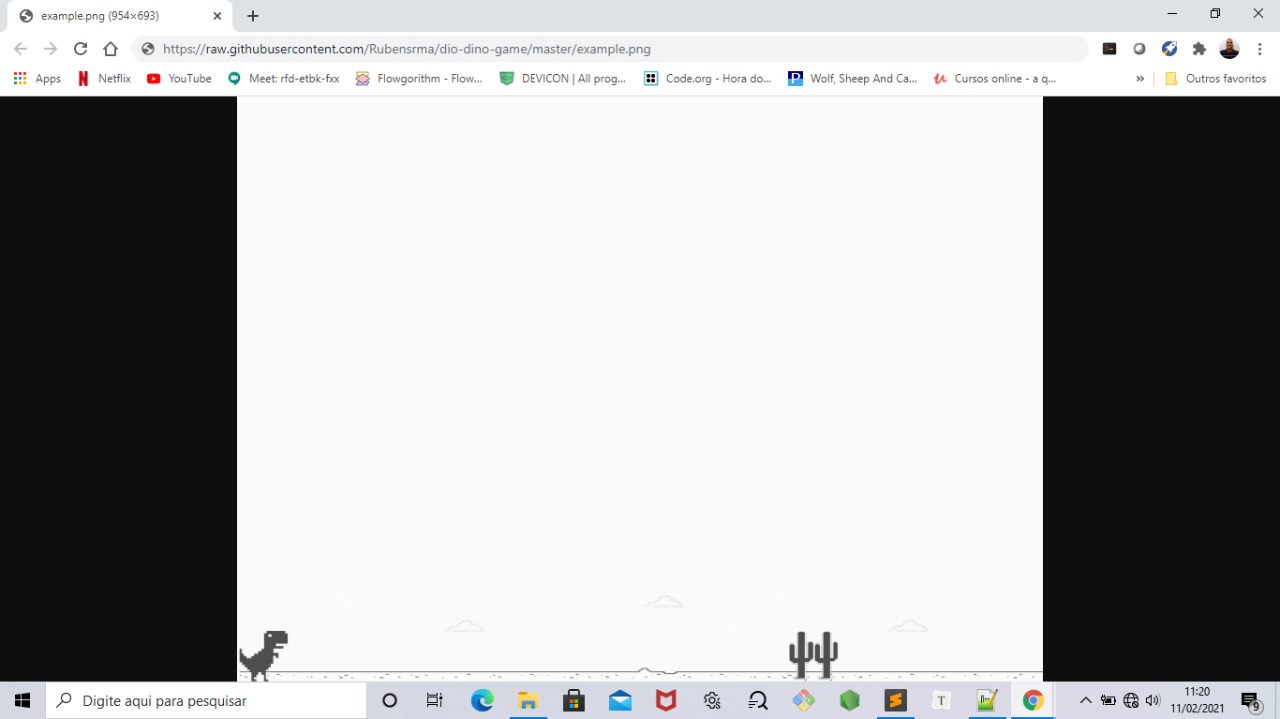 example.png (954×693)
https://raw.githubusercontent.com/Rubensrma/dio-dino-game/master/example.png
Apps
Netflix
YouTube
Meet: rfd-etbk-fxx
Flowgorithm - Flow...
DEVICON | All prog...
Code.org - Hora do...
Wolf, Sheep And Ca...
Cursos online - a q...
»
Outros favoritos
Digite aqui para pesquisar
T
11:20
11/02/2021
9